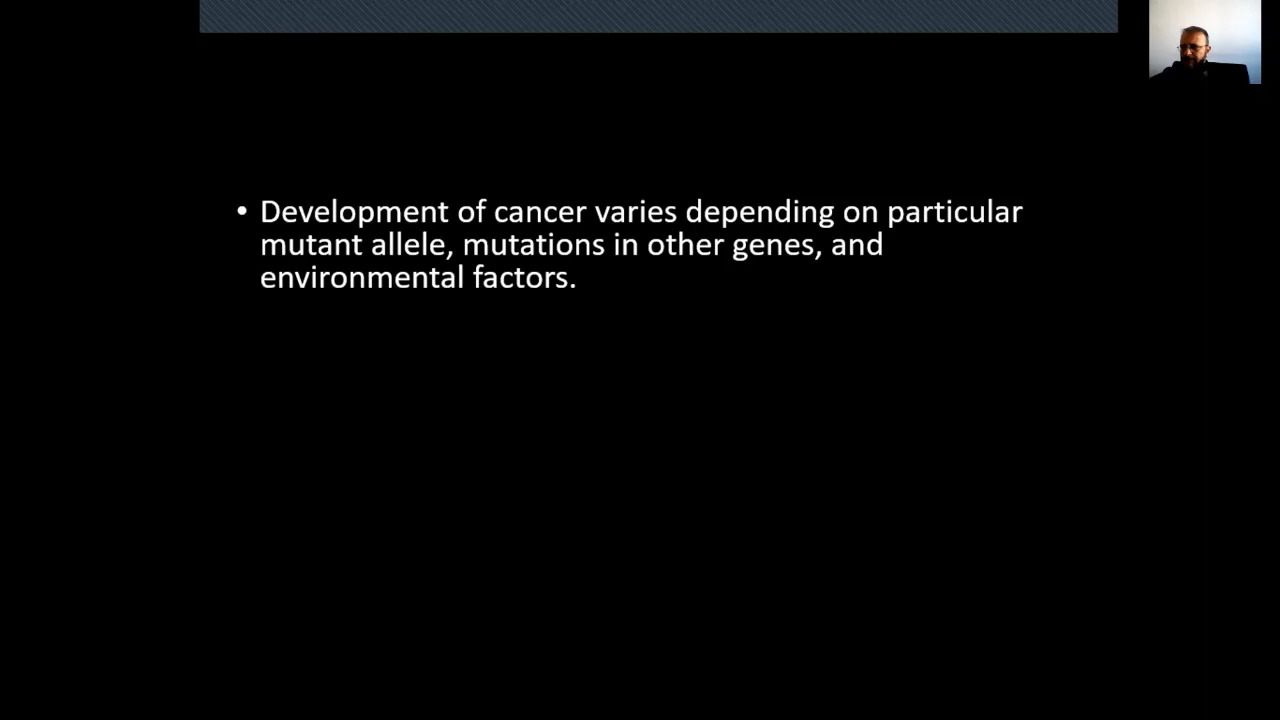 • Development of cancer varies depending on particular
mutant allele, mutations in other genes, and
environmental factors.